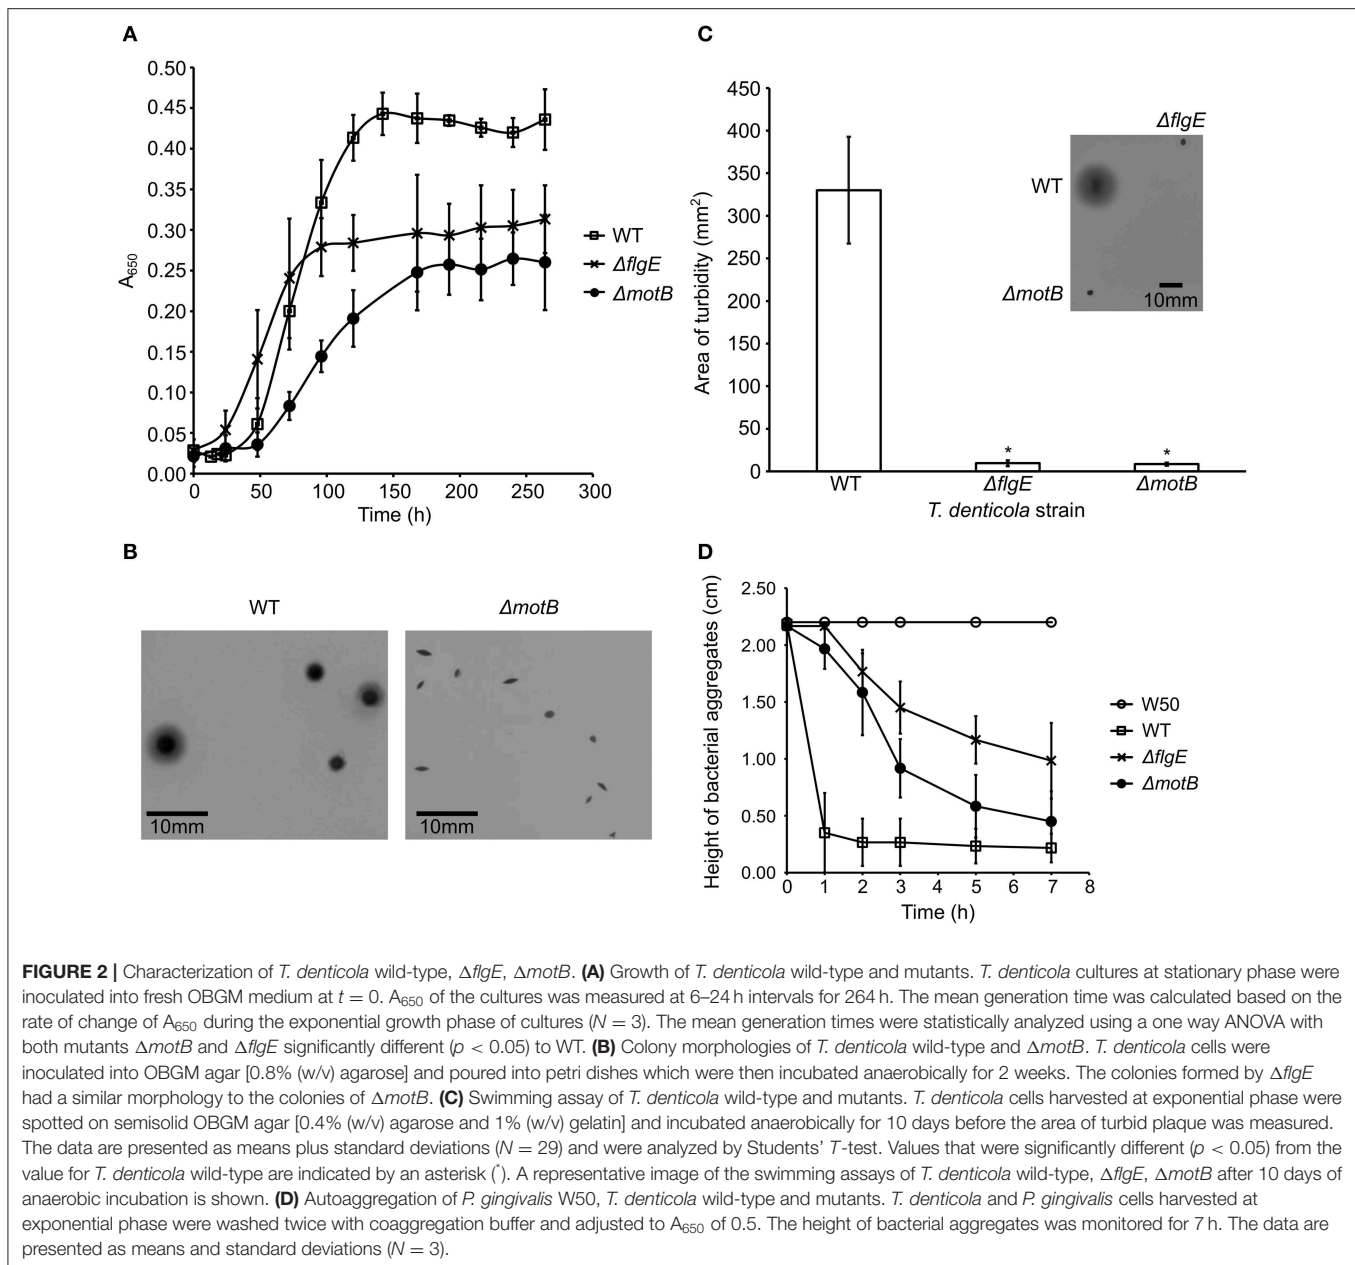 A
0.50
0.45
0.40
0.35
0.30
0.25
0.20
0.15
0.10
0.05
0.00
A650
0 50 100 150 200 250 300
Time (h)
WT
ΔflgE
ΔmotB
C
450
400
350
300
250
200
150
100
50
0
Area of turbidity (mm²)
* *
WT ΔflgE ΔmotB
T. denticola strain
ΔflgE
WT
ΔmotB
10mm
B
WT ΔmotB
10mm 10mm
D
2.50
2.00
1.50
1.00
0.50
0.00
Height of bacterial aggregates (cm)
0 1 2 3 4 5 6 7 8
Time (h)
W50
WT
ΔflgE
ΔmotB
FIGURE 2 | Characterization of T. denticola wild-type, ΔflgE, ΔmotB. (A) Growth of T. denticola wild-type and mutants. T. denticola cultures at stationary phase were
inoculated into fresh OBGM medium at t = 0. A650 of the cultures was measured at 6–24 h intervals for 264 h. The mean generation time was calculated based on the
rate of change of A650 during the exponential growth phase of cultures (N = 3). The mean generation times were statistically analyzed using a one way ANOVA with
both mutants ΔmotB and ΔflgE significantly different (p < 0.05) to WT. (B) Colony morphologies of T. denticola wild-type and ΔmotB. T. denticola cells were
inoculated into OBGM agar [0.8% (w/v) agarose] and poured into petri dishes which were then incubated anaerobically for 2 weeks. The colonies formed by ΔflgE
had a similar morphology to the colonies of ΔmotB. (C) Swimming assay of T. denticola wild-type and mutants. T. denticola cells harvested at exponential phase were
spotted on semisolid OBGM agar [0.4% (w/v) agarose and 1% (w/v) gelatin] and incubated anaerobically for 10 days before the area of turbid plaque was measured.
The data are presented as means plus standard deviations (N = 29) and were analyzed by Students' T-test. Values that were significantly different (p < 0.05) from the
value for T. denticola wild-type are indicated by an asterisk (*). A representative image of the swimming assays of T. denticola wild-type, ΔflgE, ΔmotB after 10 days of
anaerobic incubation is shown. (D) Autoaggregation of P. gingivalis W50, T. denticola wild-type and mutants. T. denticola and P. gingivalis cells harvested at
exponential phase were washed twice with coaggregation buffer and adjusted to A650 of 0.5. The height of bacterial aggregates was monitored for 7 h. The data are
presented as means and standard deviations (N = 3).